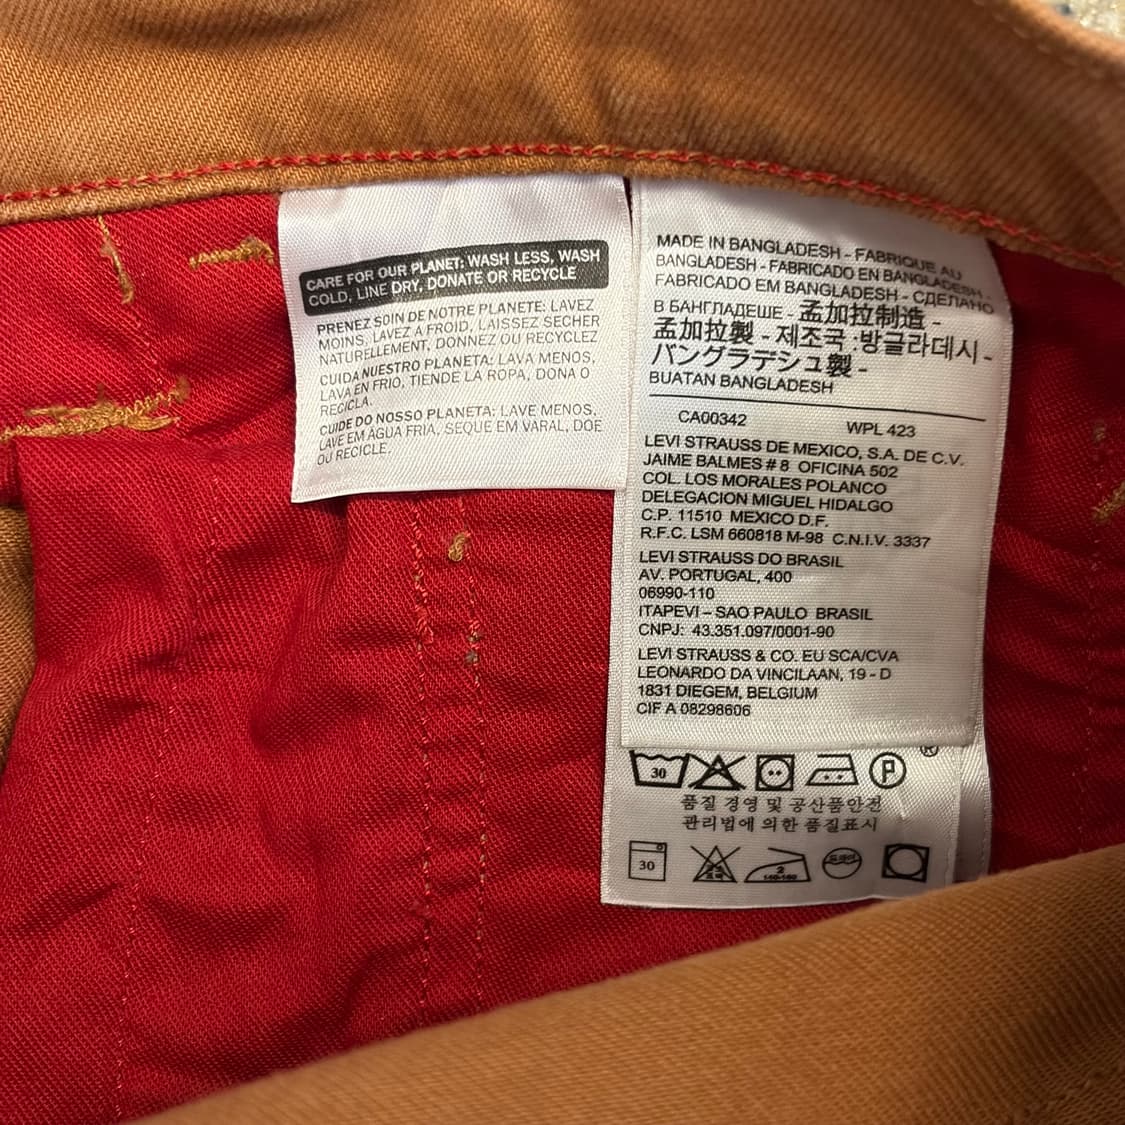 CARE FOR OUR PLANET: WASH LESS, WASH
COLD, LINE DRY, DONATE OR RECYCLE
PRENEZ SOIN DE NOTRE PLANETE: LAVEZ
MOINS, LAVEZ A FROID, LAISSEZ SECHER
NATURELLEMENT, DONNEZ OU RECYCLEZ
CUIDA NUESTRO PLANETA: LAVA MENOS,
LAVA EN FRIO, TIENDE LA ROPA, DONA O
RECICLA.
CUIDE DO NOSSO PLANETA: LAVE MENOS,
LAVE EM ÁGUA FRIA, SEQUE EM VARAL, DOE
OU RECICLE.
MADE IN BANGLADESH - FABRIQUE AU
BANGLADESH - FABRICADO EN BANGLADESH -
FABRICADO EM BANGLADESH - СДЕЛАНО
В БАНГЛАДЕШЕ - 孟加拉制造 -
孟加拉製 - 제조국 :방글라데시 -
バングラデシュ製 -
BUATAN BANGLADESH
CA00342 WPL 423
LEVI STRAUSS DE MEXICO, S.A. DE C.V.
JAIME BALMES # 8 OFICINA 502
COL. LOS MORALES POLANCO
DELEGACION MIGUEL HIDALGO
C.P. 11510 MEXICO D.F.
R.F.C. LSM 660818 M-98 C.N.I.V. 3337
LEVI STRAUSS DO BRASIL
AV. PORTUGAL, 400
06990-110
ITAPEVI – SAO PAULO BRASIL
CNPJ: 43.351.097/0001-90
LEVI STRAUSS & CO. EU SCA/CVA
LEONARDO DA VINCILAAN, 19 - D
1831 DIEGEM, BELGIUM
CIF A 08298606
®
30 P
품질 경영 및 공산품안전
관리법에 의한 품질표시
30 2 드라이